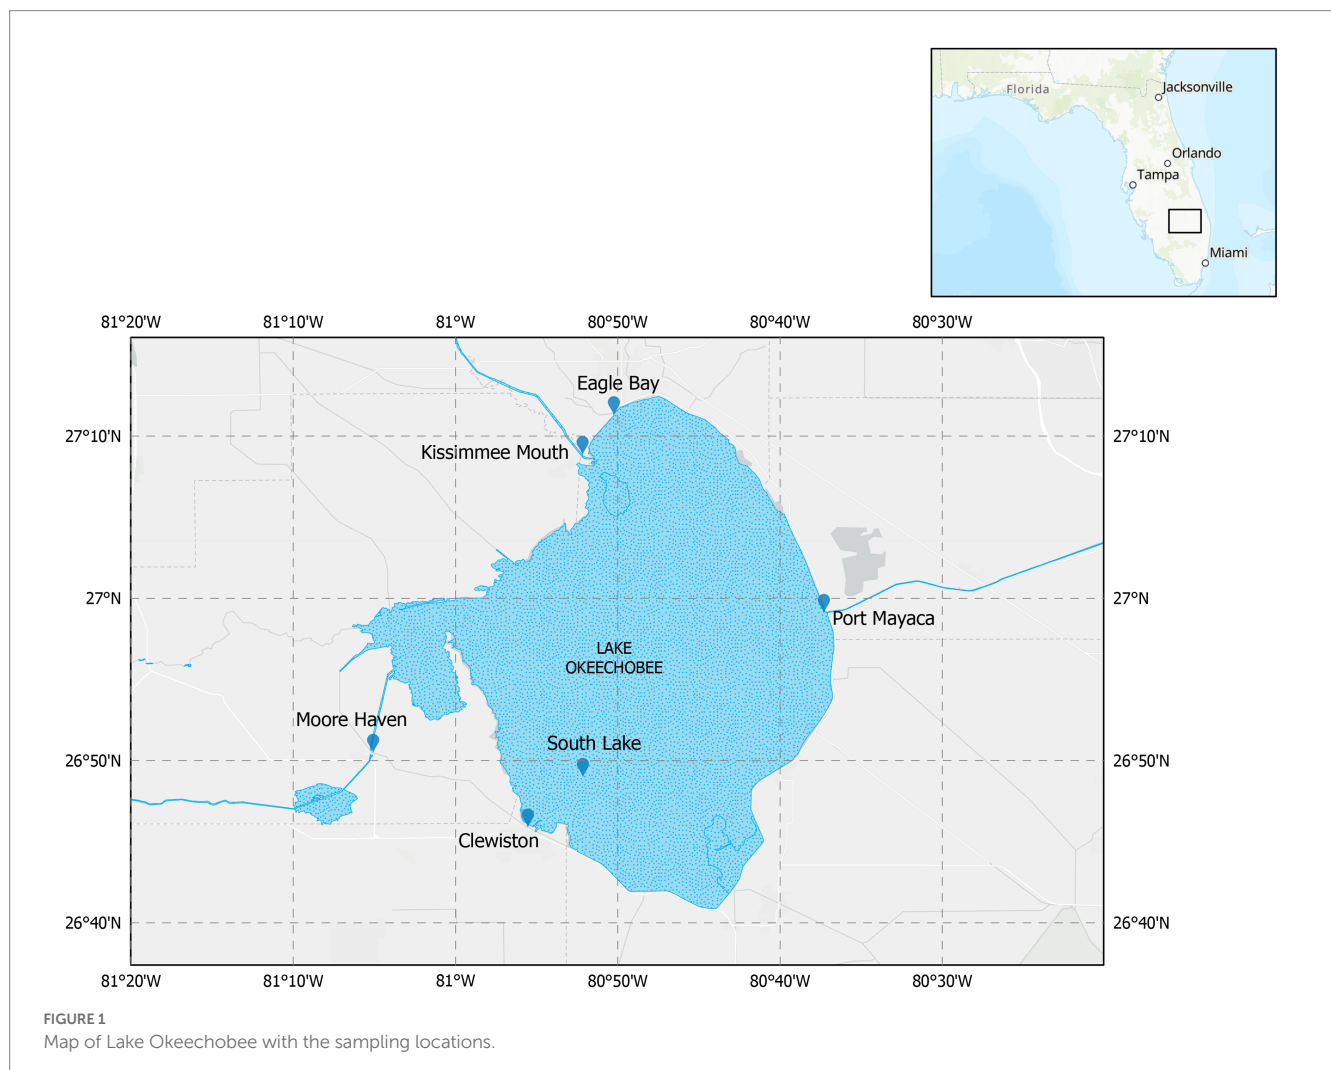 Florida
Jacksonville
Orlando
Tampa
Miami
81°20'W 81°10'W 81°W 80°50'W 80°40'W 80°30'W
Eagle Bay
27°10'N 27°10'N
Kissimmee Mouth
27°N 27°N
Port Mayaca
LAKE
OKEECHOBEE
Moore Haven
South Lake
26°50'N 26°50'N
Clewiston
26°40'N 26°40'N
81°20'W 81°10'W 81°W 80°50'W 80°40'W 80°30'W
FIGURE 1
Map of Lake Okeechobee with the sampling locations.